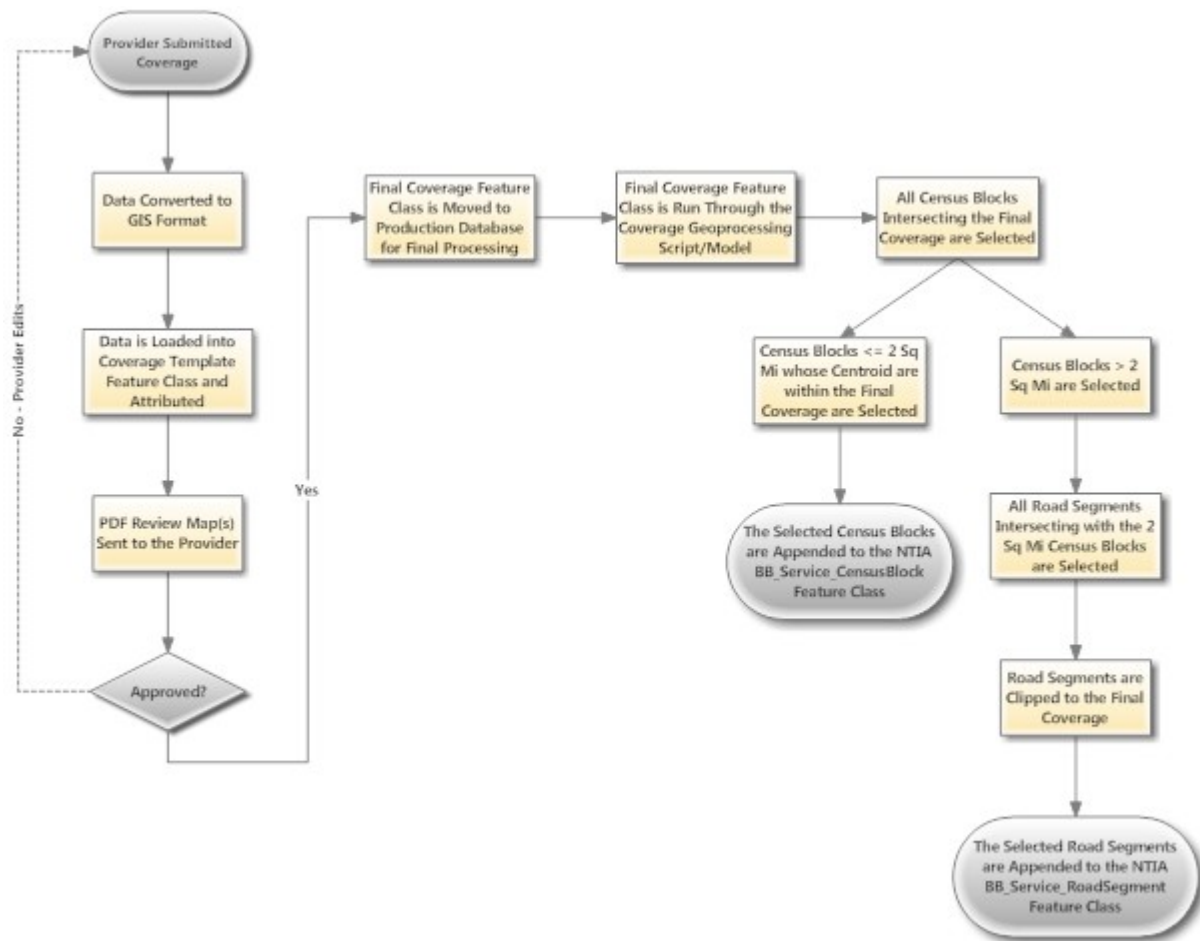 Provider Submitted
Coverage
Data Converted to
GIS Format
Data is Loaded into
Coverage Template
Feature Class and
Attributed
PDF Review Map(s)
Sent to the Provider
Approved?
No - Provider Edits
Yes
Final Coverage Feature
Class is Moved to
Production Database
for Final Processing
Final Coverage Feature
Class is Run Through the
Coverage Geoprocessing
Script/Model
All Census Blocks
Intersecting the Final
Coverage are Selected
Census Blocks <= 2 Sq
Mi whose Centroid are
within the Final
Coverage are Selected
The Selected Census Blocks
are Appended to the NTIA
BB_Service_CensusBlock
Feature Class
Census Blocks > 2
Sq Mi are Selected
All Road Segments
Intersecting with the 2
Sq Mi Census Blocks
are Selected
Road Segments are
Clipped to the Final
Coverage
The Selected Road Segments
are Appended to the NTIA
BB_Service_RoadSegment
Feature Class